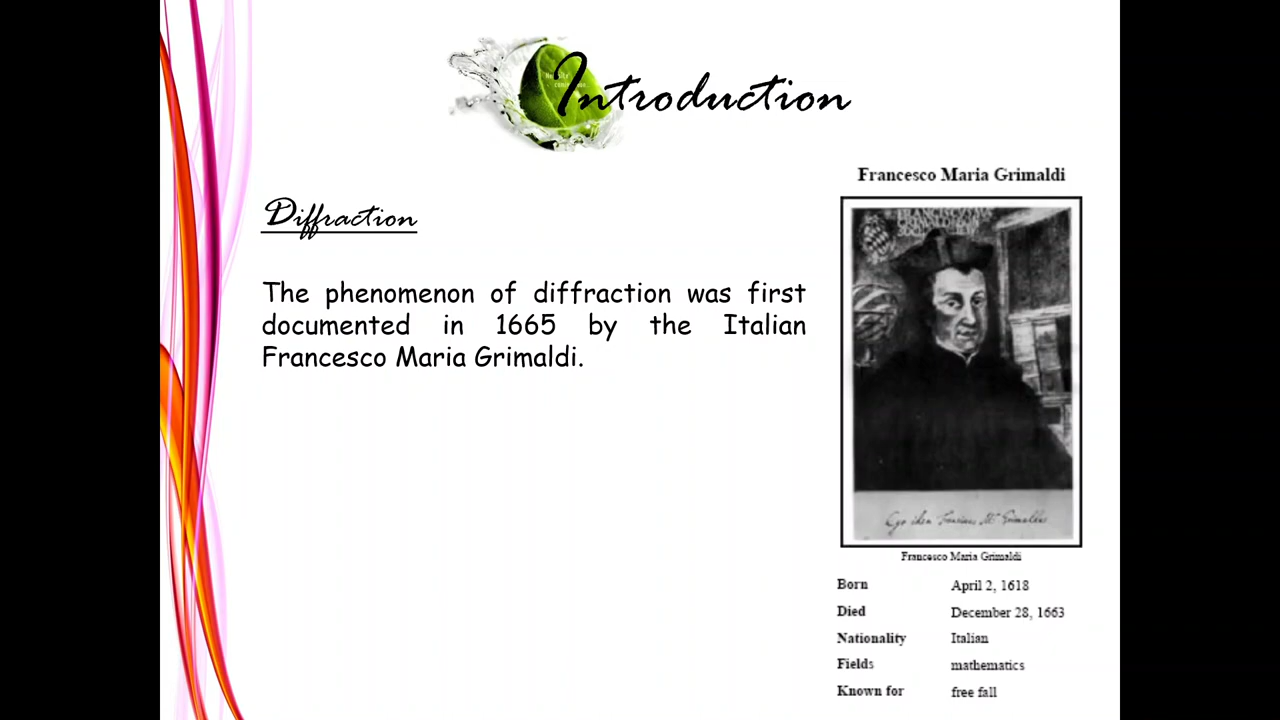 Introduction
Diffraction
The phenomenon of diffraction was first
documented in 1665 by the Italian
Francesco Maria Grimaldi.
Francesco Maria Grimaldi
Francesco Maria Grimaldi
Born April 2, 1618
Died December 28, 1663
Nationality Italian
Fields mathematics
Known for free fall